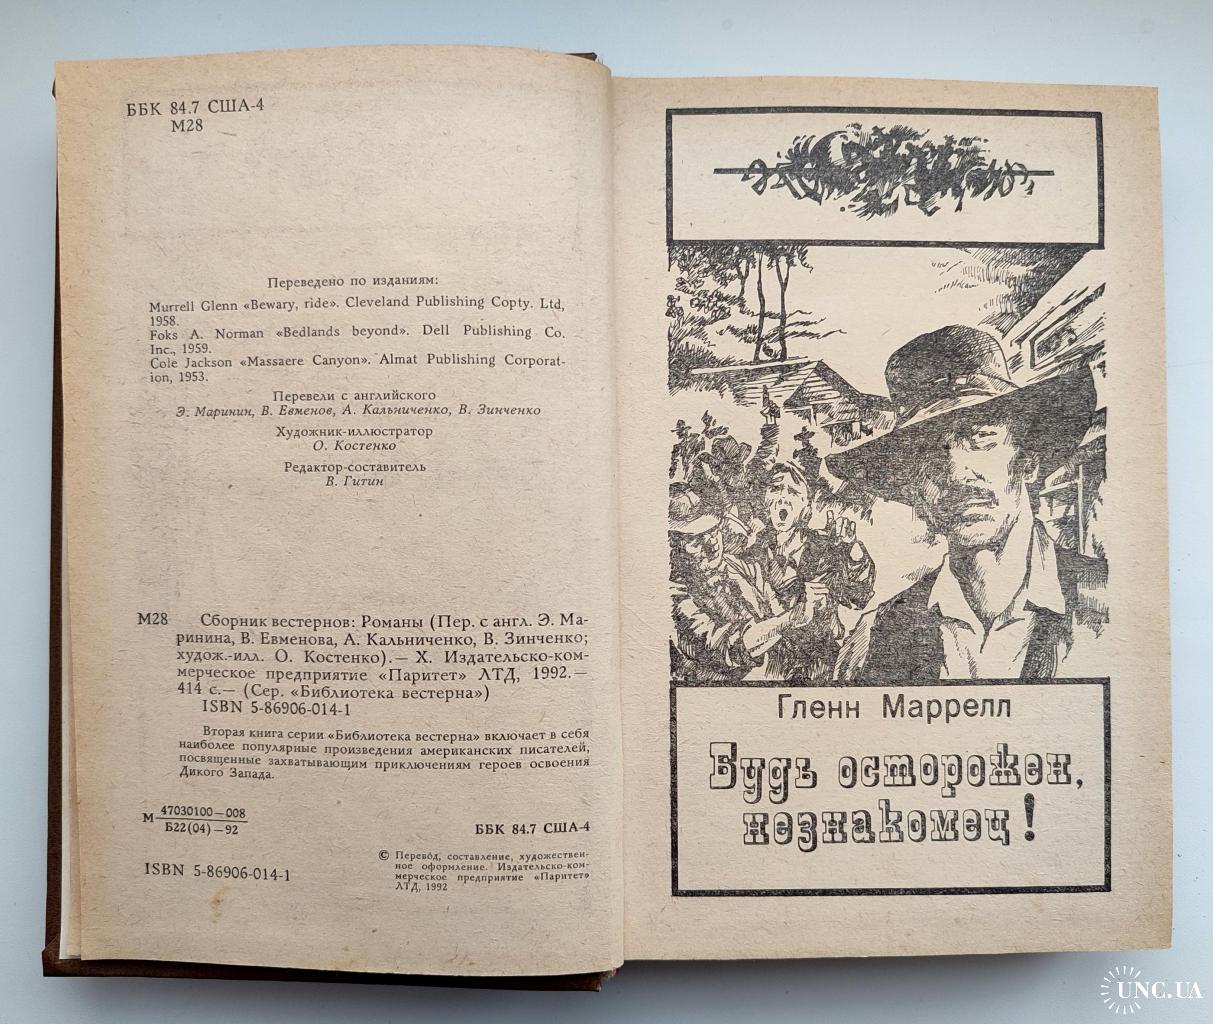 ББК 84.7 США-4
М28
Переведено по изданиям:
Murrell Glenn «Bewary, ride». Cleveland Publishing Copty. Ltd,
1958.
Foks A. Norman «Bedlands beyond». Dell Publishing Co.
Inc., 1959.
Cole Jackson «Massaere Canyon». Almat Publishing Corporat-
ion, 1953.
Перевели с английского
Э. Маринин, В. Евменов, А. Кальниченко, В. Зинченко
Художник-иллюстратор
О. Костенко
Редактор-составитель
В. Гитин
М28 Сборник вестернов: Романы (Пер. с англ. Э. Ма-
ринина, В. Евменова, А. Кальниченко, В. Зинченко;
худож.-илл. О. Костенко).— Х. Издательско-ком-
мерческое предприятие «Паритет» ЛТД, 1992.—
414 с.— (Сер. «Библиотека вестерна»)
ISBN 5-86906-014-1
Вторая книга серии «Библиотека вестерна» включает в себя
наиболее популярные произведения американских писателей,
посвященные захватывающим приключениям героев освоения
Дикого Запада.
М 47030100—008
Б22(04)—92
ББК 84.7 США-4
ISBN 5-86906-014-1
© Перевод, составление, художествен-
ное оформление. Издательско-ком-
мерческое предприятие «Паритет»
ЛТД, 1992
Гленн Маррелл
Будь осторожен,
незнакомец!
UNC.UA